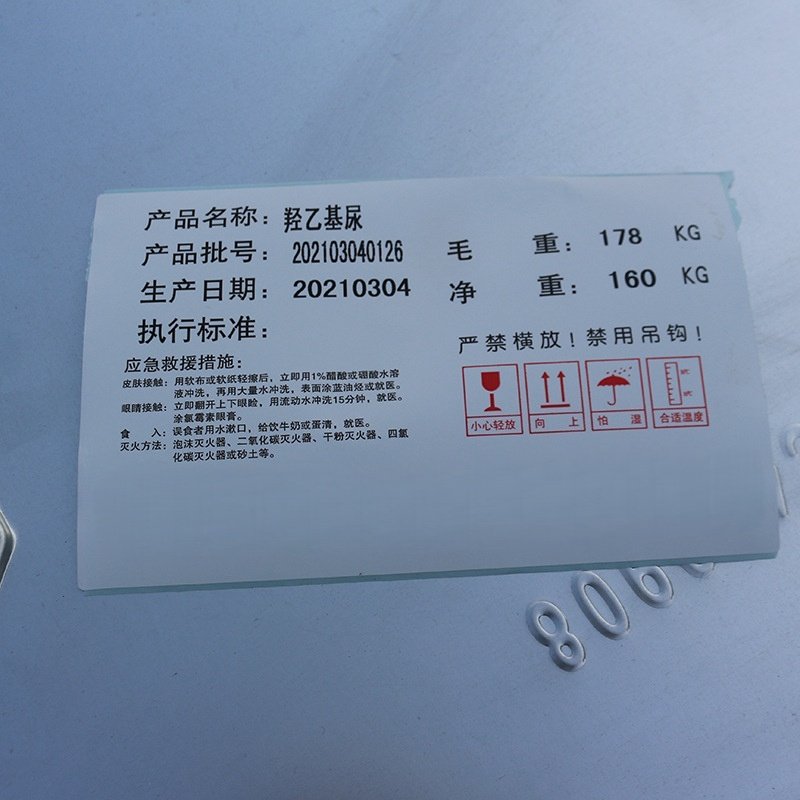 产品名称：羟乙基尿
产品批号：202103040126 毛 重：178 KG
生产日期：20210304 净 重：160 KG
执行标准：
严禁横放！禁用吊钩！
应急救援措施：
皮肤接触：用软布或软纸轻擦后，立即用1%醋酸或硼酸水溶
液冲洗，再用大量水冲洗，表面涂蓝油烃或就医。
眼睛接触：立即翻开上下眼睑，用流动水冲洗15分钟，就医。
涂氯霉素眼膏。
食 入：误食者用水漱口，给饮牛奶或蛋清，就医。
灭火方法：泡沫灭火器、二氧化碳灭火器、干粉灭火器、四氯
化碳灭火器或砂土等。
小心轻放 向 上 怕 湿 合适温度